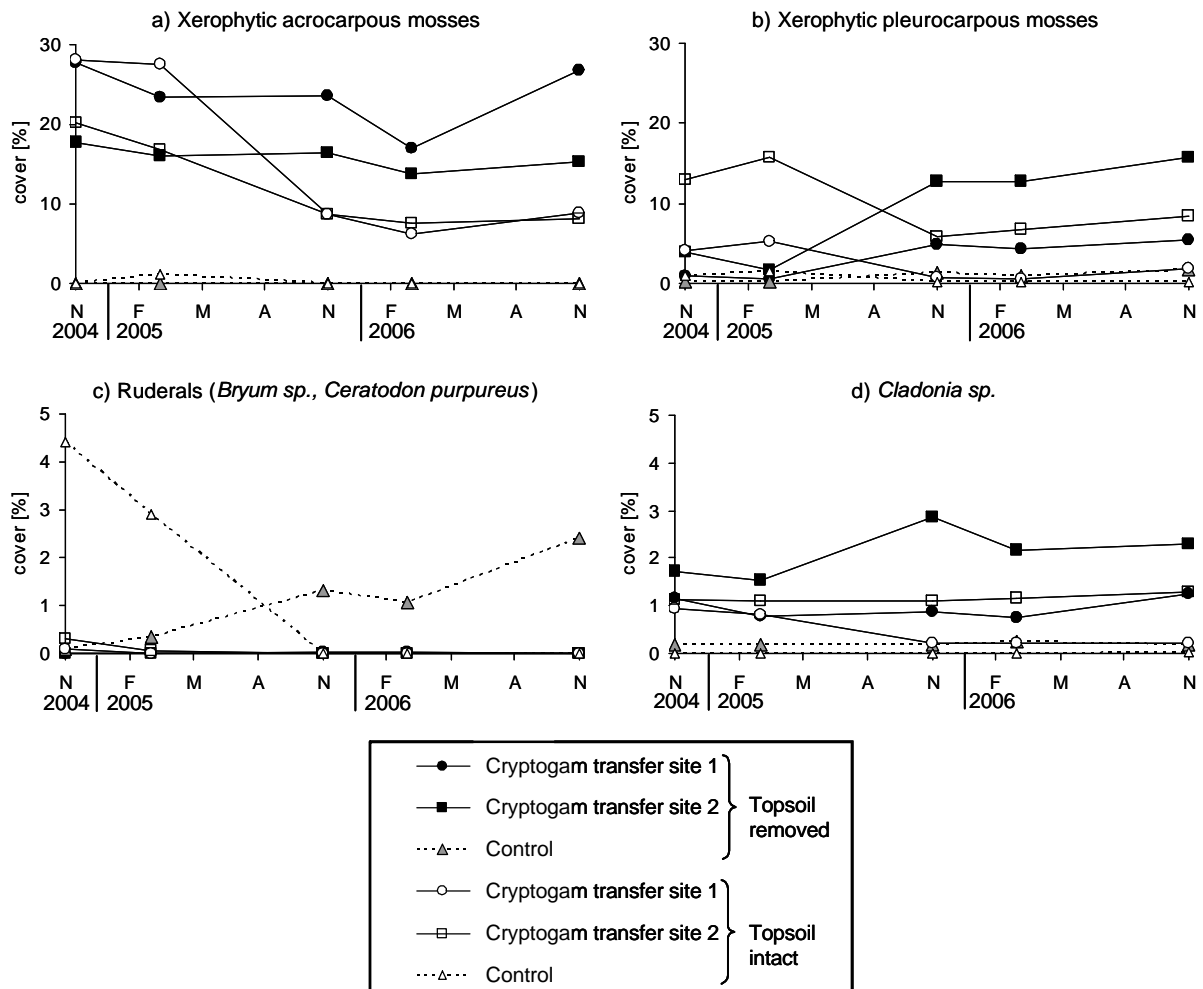 a) Xerophytic acrocarpous mosses
30
20
10
0
cover [%]
N F M A N F M A N
2004 2005 2006
b) Xerophytic pleurocarpous mosses
30
20
10
0
cover [%]
N F M A N F M A N
2004 2005 2006
c) Ruderals (Bryum sp., Ceratodon purpureus)
5
4
3
2
1
0
cover [%]
N F M A N F M A N
2004 2005 2006
d) Cladonia sp.
5
4
3
2
1
0
cover [%]
N F M A N F M A N
2004 2005 2006
Cryptogam transfer site 1
Cryptogam transfer site 2
Control
Topsoil
removed
Cryptogam transfer site 1
Cryptogam transfer site 2
Control
Topsoil
intact